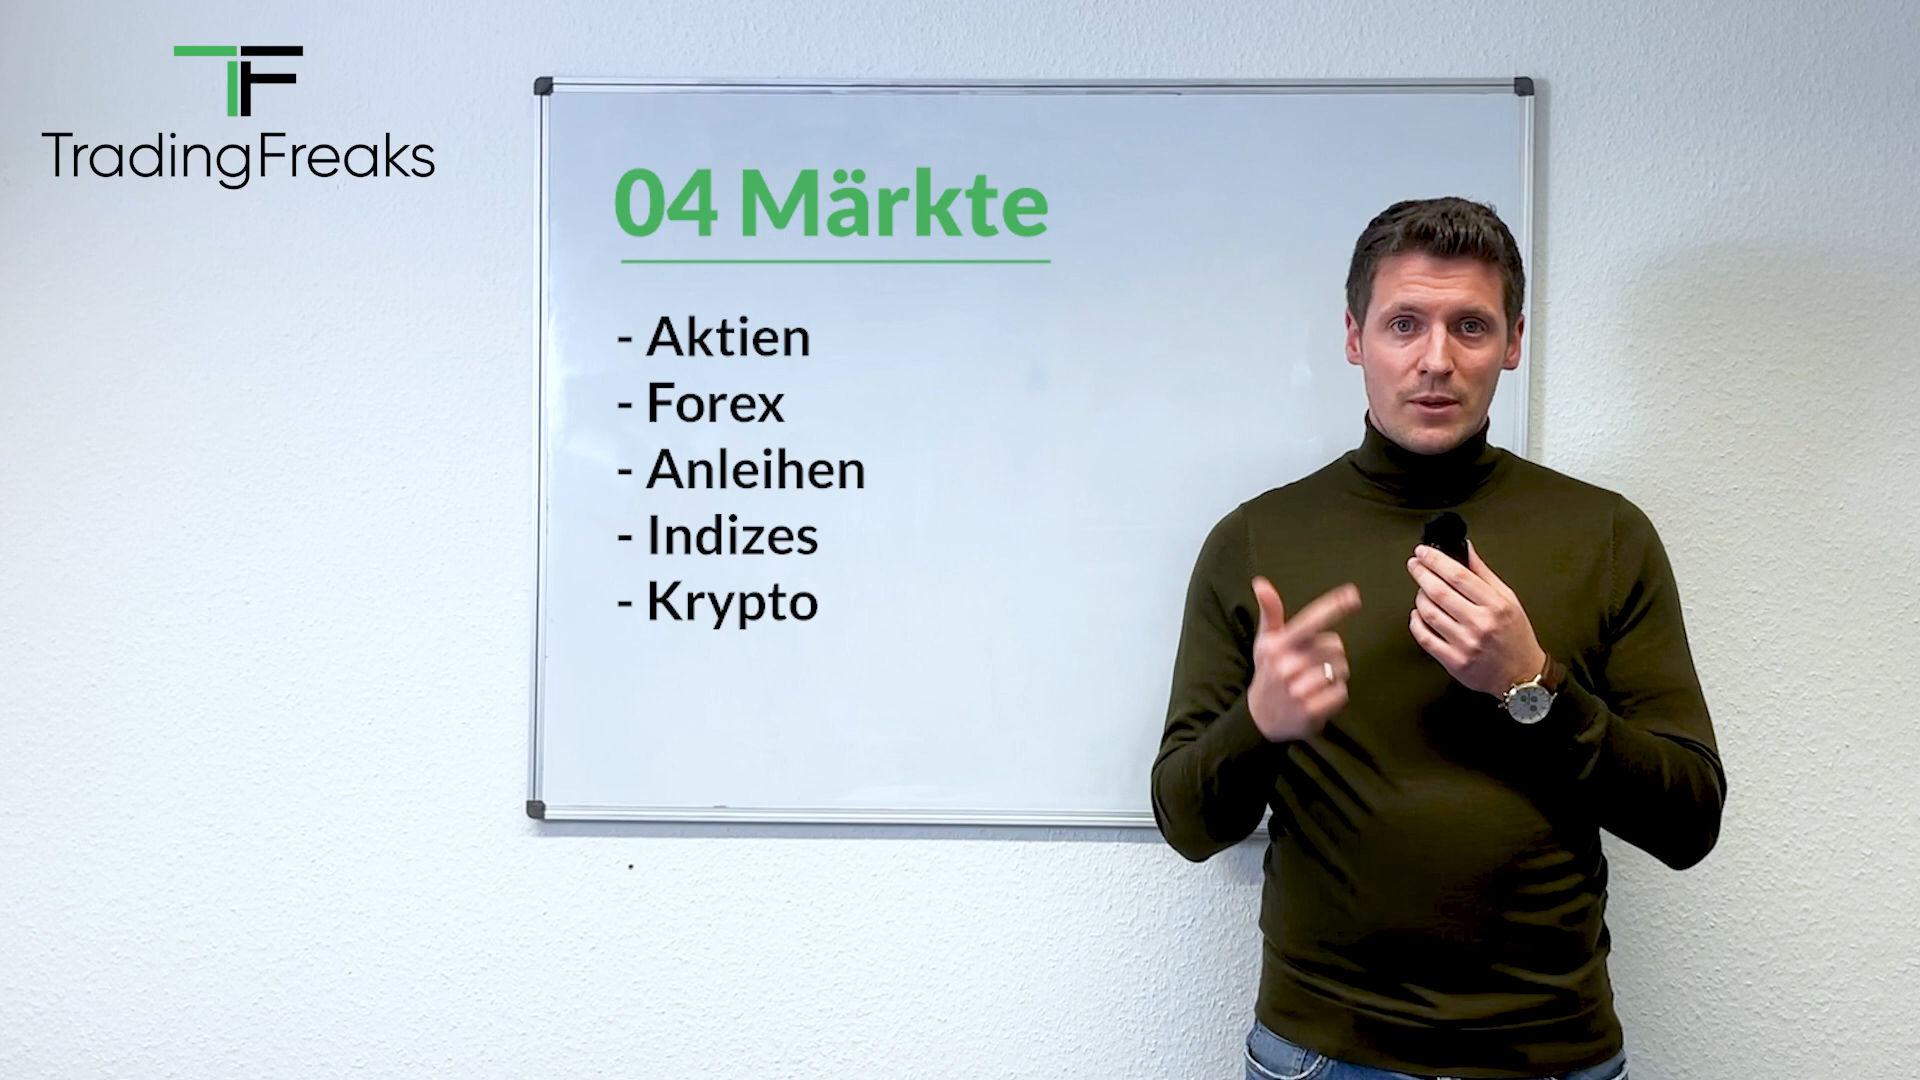 TF
TradingFreaks
04 Märkte
- Aktien
- Forex
- Anleihen
- Indizes
- Krypto